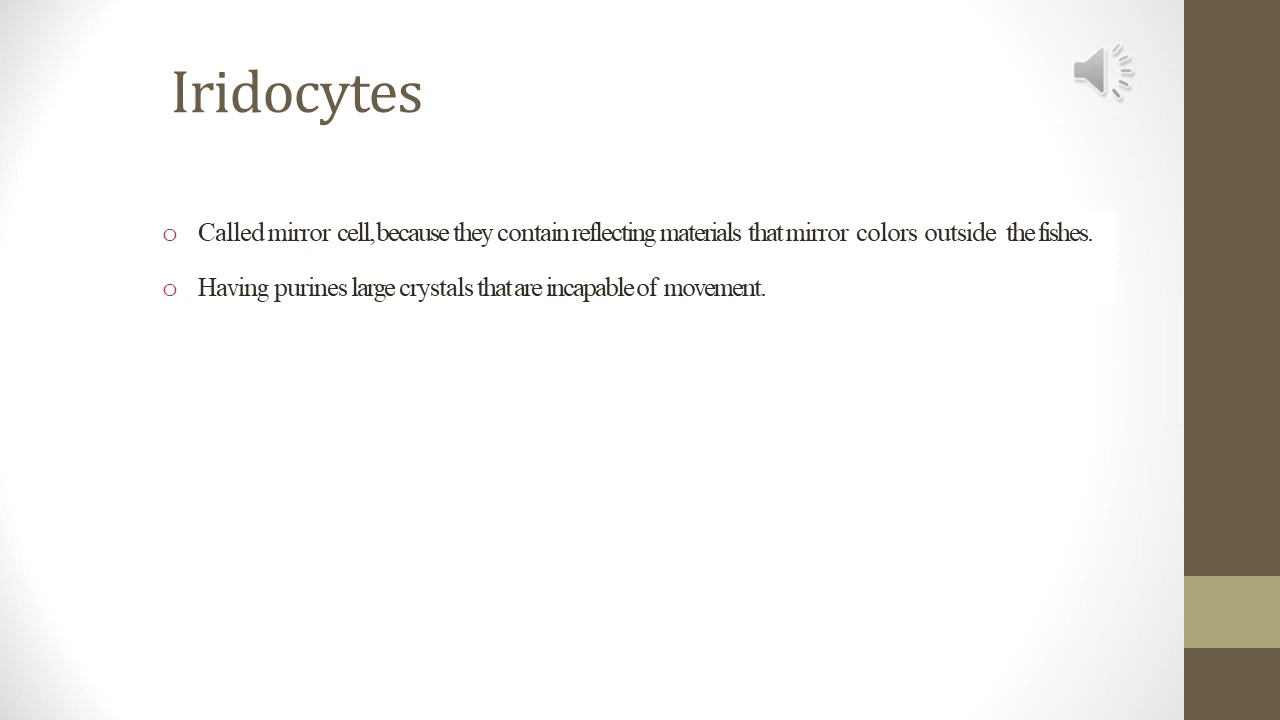 Iridocytes
Called mirror cell, because they contain reflecting materials that mirror colors outside the fishes.
Having purines large crystals that are incapable of movement.